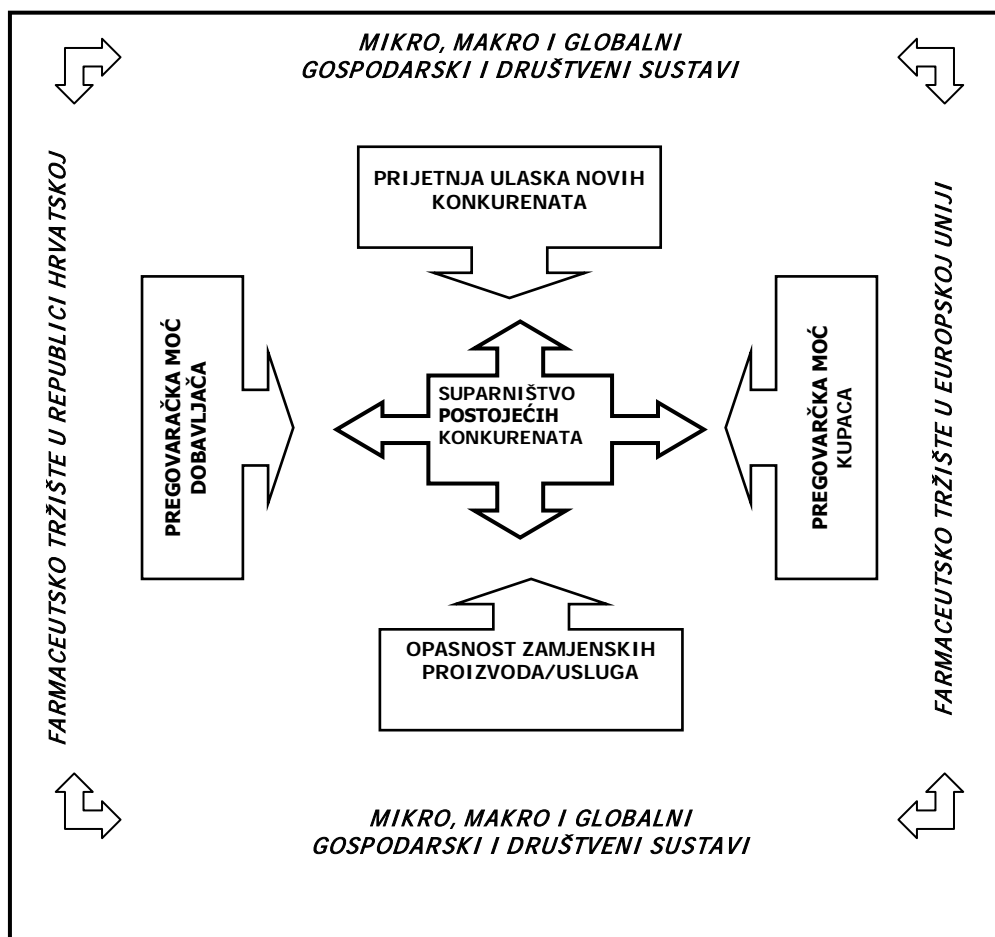 MIKRO, MAKRO I GLOBALNI
GOSPODARSKI I DRUŠTVENI SUSTAVI
FARMACEUTSKO TRŽIŠTE U REPUBLICI HRVATSKOJ
PRIJETNJA ULASKA NOVIH
KONKURENATA
PREGOVARAČKA MOĆ
DOBAVLJAČA
SUPARNIŠTVO
POSTOJEĆIH
KONKURENATA
PREGOVARČKA MOĆ
KUPACA
FARMACEUTSKO TRŽIŠTE U EUROPSKOJ UNIJI
OPASNOST ZAMJENSKIH
PROIZVODA/USLUGA
MIKRO, MAKRO I GLOBALNI
GOSPODARSKI I DRUŠTVENI SUSTAVI